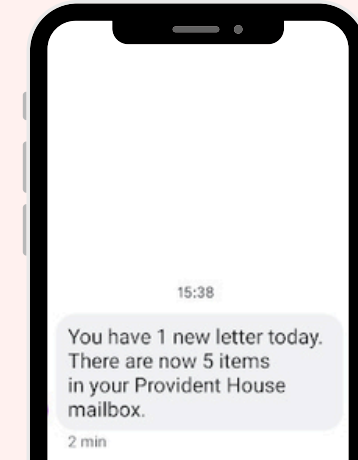 15:38
You have 1 new letter today.
There are now 5 items
in your Provident House
mailbox.
2 min